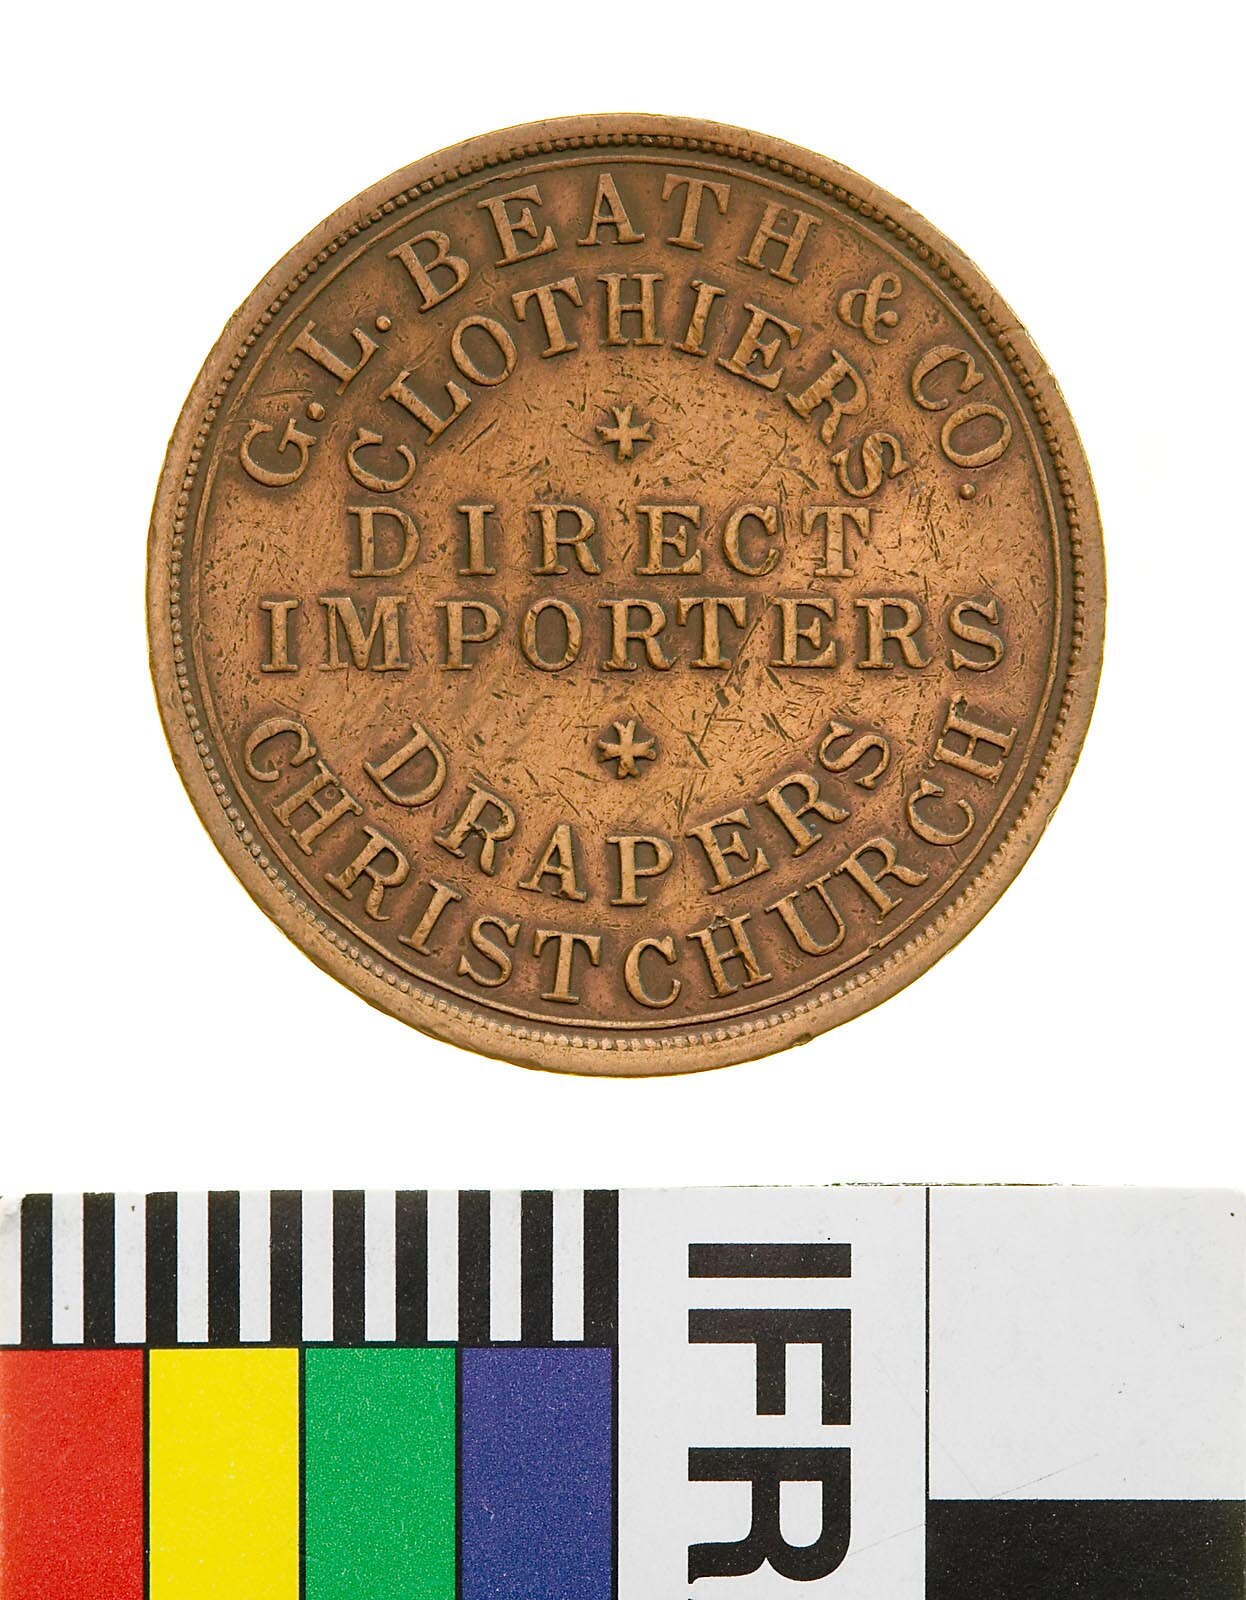 G. L. BEATH & CO.
CLOTHIERS
DIRECT
IMPORTERS
DRAPERS
CHRISTCHURCH
IFR